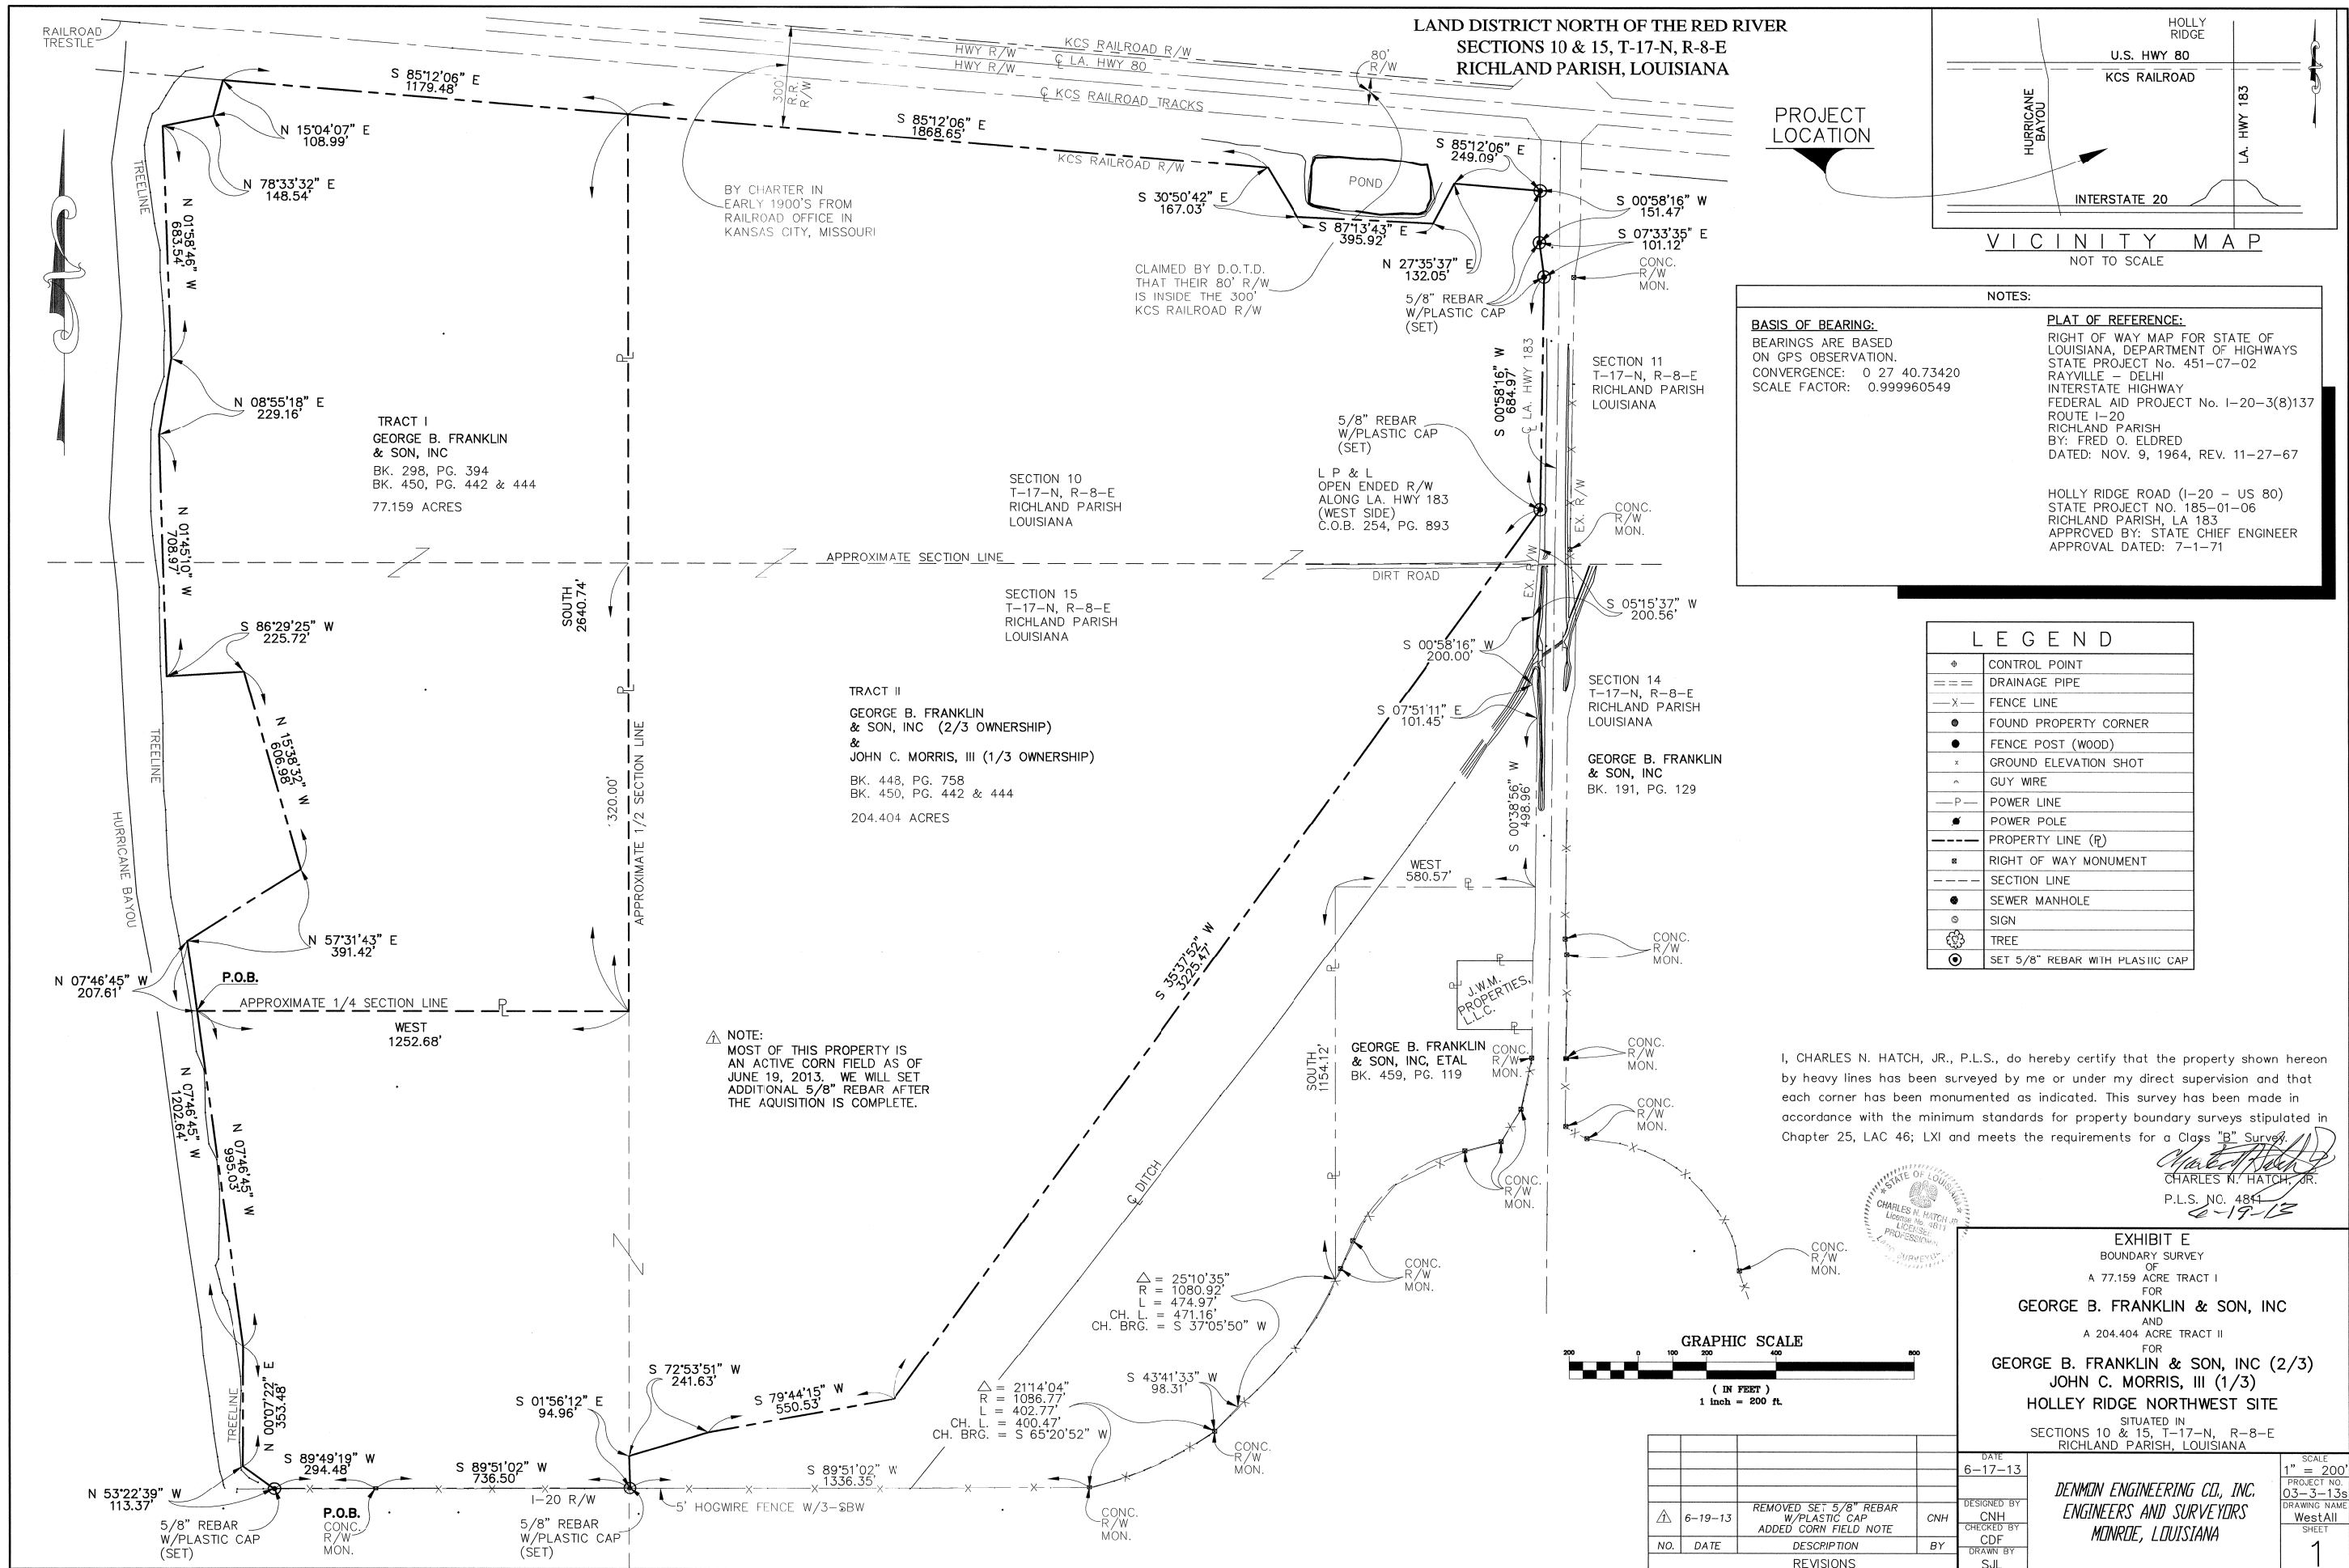 LAND DISTRICT NORTH OF THE RED RIVER
SECTIONS 10 & 15, T-17-N, R-8-E
RICHLAND PARISH, LOUISIANA
RAILROAD
TRESTLE
HWY R/W
KCS RAILROAD R/W
℄ LA. HWY 80
HWY R/W
℄ KCS RAILROAD TRACKS
300'
R.R.
R/W
80'
R/W
S 85°12'06" E
1179.48'
S 85°12'06" E
1868.65'
KCS RAILROAD R/W
N 15°04'07" E
108.99'
N 78°33'32" E
148.54'
TREELINE
N 01°58'46" W
683.54'
BY CHARTER IN
EARLY 1900'S FROM
RAILROAD OFFICE IN
KANSAS CITY, MISSOURI
POND
S 85°12'06" E
249.09'
S 30°50'42" E
167.03'
S 87°13'43" E
395.92'
N 27°35'37" E
132.05'
S 00°58'16" W
151.47'
S 07°33'35" E
101.12'
CONC.
R/W
MON.
CLAIMED BY D.O.T.D.
THAT THEIR 80' R/W
IS INSIDE THE 300'
KCS RAILROAD R/W
5/8" REBAR
W/PLASTIC CAP
(SET)
PROJECT
LOCATION
HOLLY
RIDGE
U.S. HWY 80
KCS RAILROAD
HURRICANE
BAYOU
LA. HWY 183
INTERSTATE 20
VICINITY MAP
NOT TO SCALE
NOTES:
BASIS OF BEARING:
BEARINGS ARE BASED
ON GPS OBSERVATION.
CONVERGENCE: 0 27 40.73420
SCALE FACTOR: 0.999960549
PLAT OF REFERENCE:
RIGHT OF WAY MAP FOR STATE OF
LOUISIANA, DEPARTMENT OF HIGHWAYS
STATE PROJECT No. 451-07-02
RAYVILLE - DELHI
INTERSTATE HIGHWAY
FEDERAL AID PROJECT No. I-20-3(8)137
ROUTE I-20
RICHLAND PARISH
BY: FRED O. ELDRED
DATED: NOV. 9, 1964, REV. 11-27-67
HOLLY RIDGE ROAD (I-20 - US 80)
STATE PROJECT NO. 185-01-06
RICHLAND PARISH, LA 183
APPROVED BY: STATE CHIEF ENGINEER
APPROVAL DATED: 7-1-71
N 08°55'18" E
229.16'
TRACT I
GEORGE B. FRANKLIN
& SON, INC
BK. 298, PG. 394
BK. 450, PG. 442 & 444
77.159 ACRES
N 01°45'10" W
708.97'
SECTION 10
T-17-N, R-8-E
RICHLAND PARISH
LOUISIANA
APPROXIMATE SECTION LINE
SECTION 15
T-17-N, R-8-E
RICHLAND PARISH
LOUISIANA
SOUTH
2640.74'
S 00°58'16" W
684.97'
℄ LA. HWY 183
SECTION 11
T-17-N, R-8-E
RICHLAND PARISH
LOUISIANA
5/8" REBAR
W/PLASTIC CAP
(SET)
L P & L
OPEN ENDED R/W
ALONG LA. HWY 183
(WEST SIDE)
C.O.B. 254, PG. 893
EX. R/W
CONC.
R/W
MON.
DIRT ROAD
EX. R/W
S 05°15'37" W
200.56'
S 00°58'16" W
200.00'
S 07°51'11" E
101.45'
SECTION 14
T-17-N, R-8-E
RICHLAND PARISH
LOUISIANA
GEORGE B. FRANKLIN
& SON, INC
BK. 191, PG. 129
S 00°38'56" W
498.96'
WEST
580.57'
S 86°29'25" W
225.72'
N 15°38'32" W
606.98'
TREELINE
HURRICANE BAYOU
TRACT II
GEORGE B. FRANKLIN
& SON, INC (2/3 OWNERSHIP)
&
JOHN C. MORRIS, III (1/3 OWNERSHIP)
BK. 448, PG. 758
BK. 450, PG. 442 & 444
204.404 ACRES
320.00'
APPROXIMATE 1/2 SECTION LINE
N 57°31'43" E
391.42'
N 07°46'45" W
207.61'
P.O.B.
APPROXIMATE 1/4 SECTION LINE
WEST
1252.68'
NOTE:
MOST OF THIS PROPERTY IS
AN ACTIVE CORN FIELD AS OF
JUNE 19, 2013. WE WILL SET
ADDITIONAL 5/8" REBAR AFTER
THE AQUISITION IS COMPLETE.
S 35°37'52" W
3225.47'
J.W.M.
PROPERTIES,
L.L.C.
CONC.
R/W
MON.
SOUTH
1154.12'
GEORGE B. FRANKLIN
& SON, INC, ETAL
BK. 459, PG. 119
CONC.
R/W
MON.
CONC.
R/W
MON.
CONC.
R/W
MON.
CONC.
R/W
MON.
CONC.
R/W
MON.
CONC.
R/W
MON.
℄ DITCH
N 07°46'45" W
1202.64'
N 07°46'45" W
995.03'
N 00°07'22" E
353.48'
TREELINE
N 53°22'39" W
113.37'
S 89°49'19" W
294.48'
5/8" REBAR
W/PLASTIC CAP
(SET)
P.O.B.
CONC.
R/W
MON.
S 89°51'02" W
736.50'
I-20 R/W
5/8" REBAR
W/PLASTIC CAP
(SET)
S 01°56'12" E
94.96'
S 72°53'51" W
241.63'
S 79°44'15" W
550.53'
S 89°51'02" W
1336.35'
5' HOGWIRE FENCE W/3-SBW
△ = 25°10'35"
R = 1080.92'
L = 474.97'
CH. L. = 471.16'
CH. BRG. = S 37°05'50" W
△ = 21°14'04"
R = 1086.77'
L = 402.77'
CH. L. = 400.47'
CH. BRG. = S 65°20'52" W
S 43°41'33" W
98.31'
CONC.
R/W
MON.
CONC.
R/W
MON.
LEGEND
CONTROL POINT
DRAINAGE PIPE
FENCE LINE
FOUND PROPERTY CORNER
FENCE POST (WOOD)
GROUND ELEVATION SHOT
GUY WIRE
POWER LINE
POWER POLE
PROPERTY LINE (℄)
RIGHT OF WAY MONUMENT
SECTION LINE
SEWER MANHOLE
SIGN
TREE
SET 5/8" REBAR WITH PLASTIC CAP
I, CHARLES N. HATCH, JR., P.L.S., do hereby certify that the property shown hereon
by heavy lines has been surveyed by me or under my direct supervision and that
each corner has been monumented as indicated. This survey has been made in
accordance with the minimum standards for property boundary surveys stipulated in
Chapter 25, LAC 46; LXI and meets the requirements for a Class "B" Survey.
CHARLES N. HATCH, JR.
P.L.S. NO. 4811
6-19-13
STATE OF LOUISIANA
CHARLES N. HATCH JR
License No. 4811
LICENSED
PROFESSIONAL
GRAPHIC SCALE
200 0 100 200 400 800
( IN FEET )
1 inch = 200 ft.
EXHIBIT E
BOUNDARY SURVEY
OF
A 77.159 ACRE TRACT I
FOR
GEORGE B. FRANKLIN & SON, INC
AND
A 204.404 ACRE TRACT II
FOR
GEORGE B. FRANKLIN & SON, INC (2/3)
JOHN C. MORRIS, III (1/3)
HOLLEY RIDGE NORTHWEST SITE
SITUATED IN
SECTIONS 10 & 15, T-17-N, R-8-E
RICHLAND PARISH, LOUISIANA
DATE
6-17-13
DESIGNED BY
CNH
CHECKED BY
CDF
DRAWN BY
SJL
DENMON ENGINEERING CO., INC.
ENGINEERS AND SURVEYORS
MONROE, LOUISIANA
SCALE
1" = 200'
PROJECT NO.
03-3-13s
DRAWING NAME
WestAll
SHEET
1
1 6-19-13 REMOVED SET 5/8" REBAR
W/PLASTIC CAP
ADDED CORN FIELD NOTE CNH
NO. DATE DESCRIPTION BY
REVISIONS